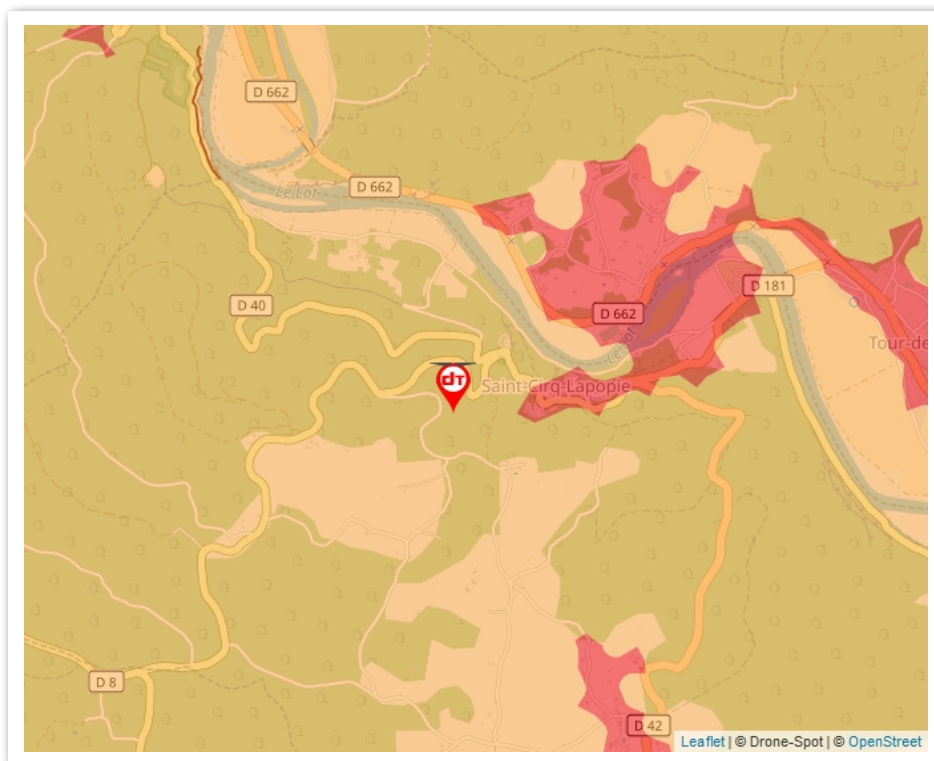 D 662
D 662
Le Lot
D 40
D 181
D 662
Le Lot
Tour-de
dT
Saint-Cirq-Lapopie
D 8
D 42
Leaflet | © Drone-Spot | © OpenStreet